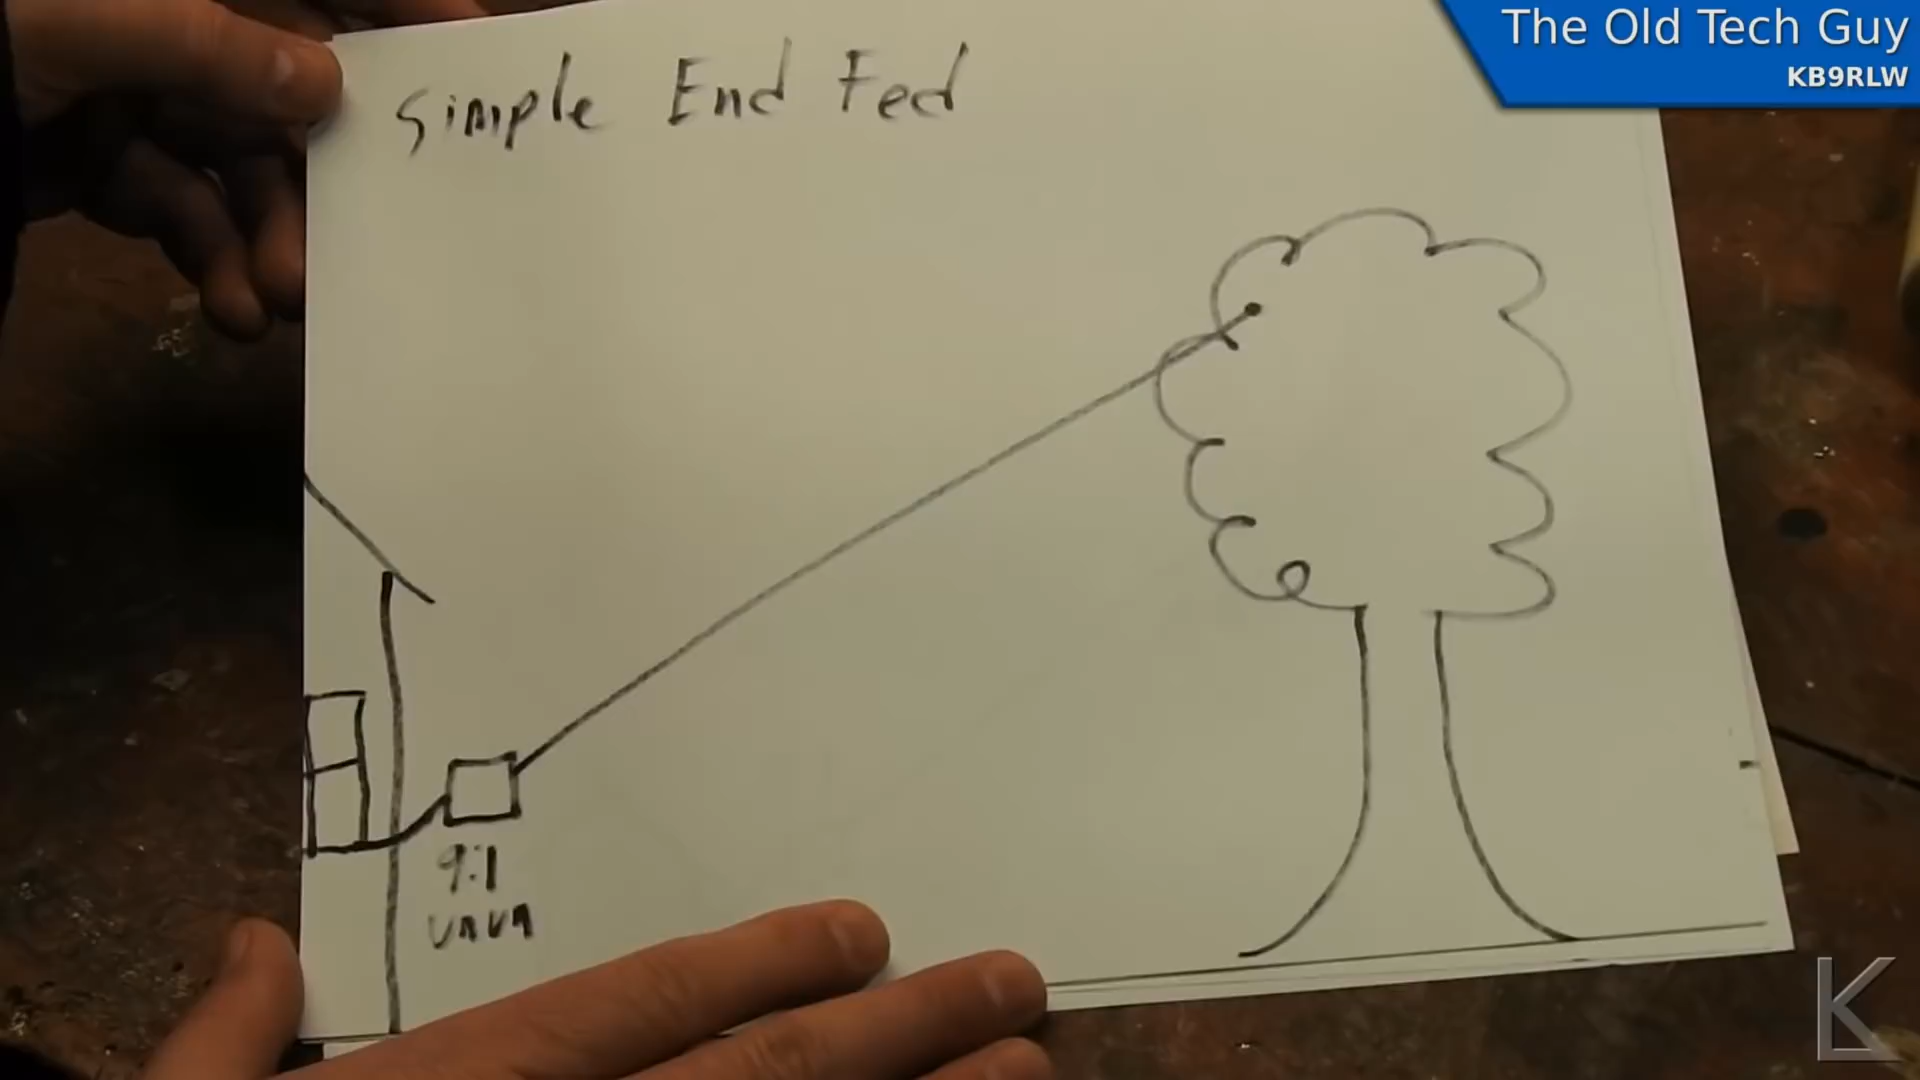 The Old Tech Guy
KB9RLW
Simple End Fed
9:1
UNUN
K